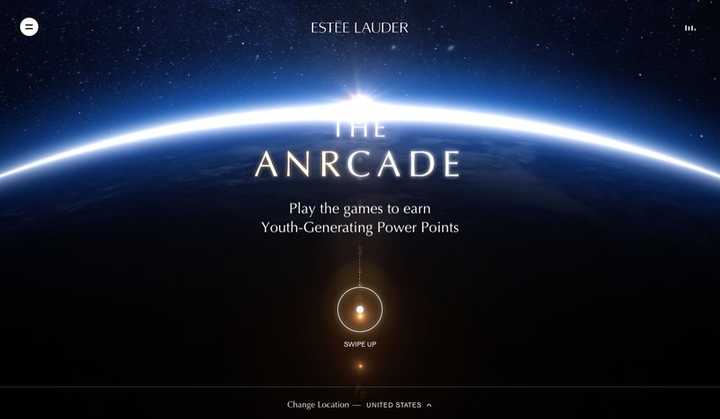 ESTĒE LAUDER
THE
ANRCADE
Play the games to earn
Youth-Generating Power Points
SWIPE UP
Change Location — UNITED STATES